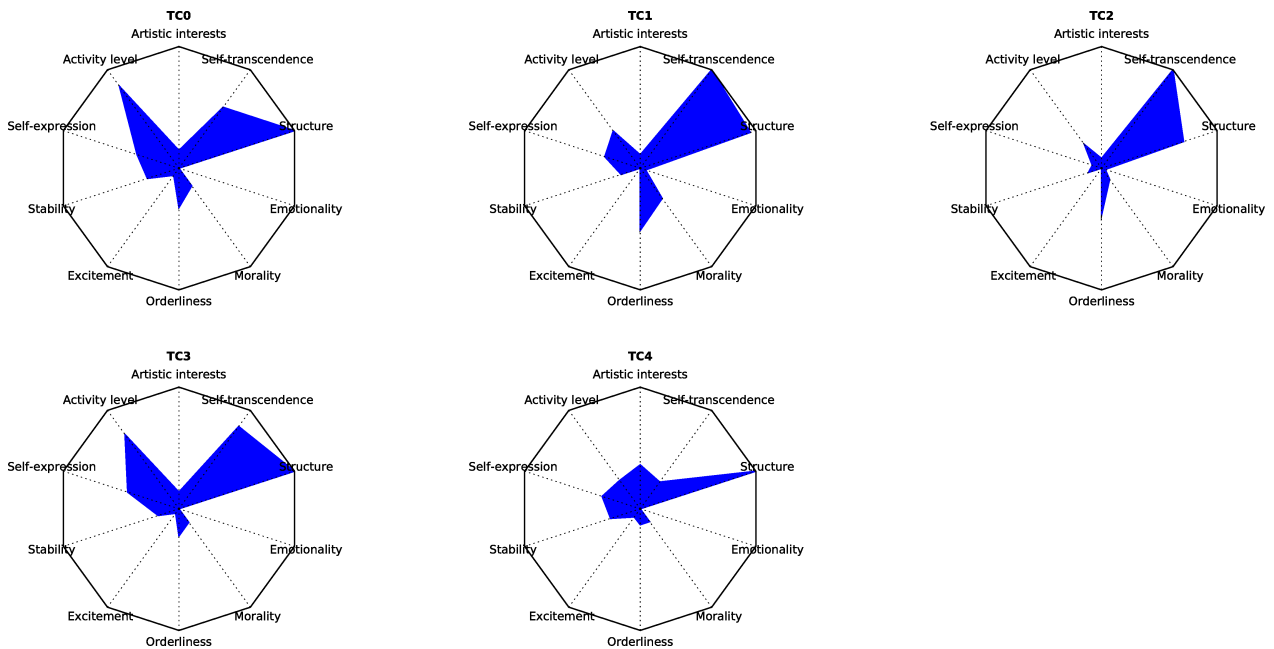 TC0
Artistic interests
Activity level
Self-transcendence
Self-expression
Structure
Stability
Emotionality
Excitement
Morality
Orderliness
TC1
Artistic interests
Activity level
Self-transcendence
Self-expression
Structure
Stability
Emotionality
Excitement
Morality
Orderliness
TC2
Artistic interests
Activity level
Self-transcendence
Self-expression
Structure
Stability
Emotionality
Excitement
Morality
Orderliness
TC3
Artistic interests
Activity level
Self-transcendence
Self-expression
Structure
Stability
Emotionality
Excitement
Morality
Orderliness
TC4
Artistic interests
Activity level
Self-transcendence
Self-expression
Structure
Stability
Emotionality
Excitement
Morality
Orderliness